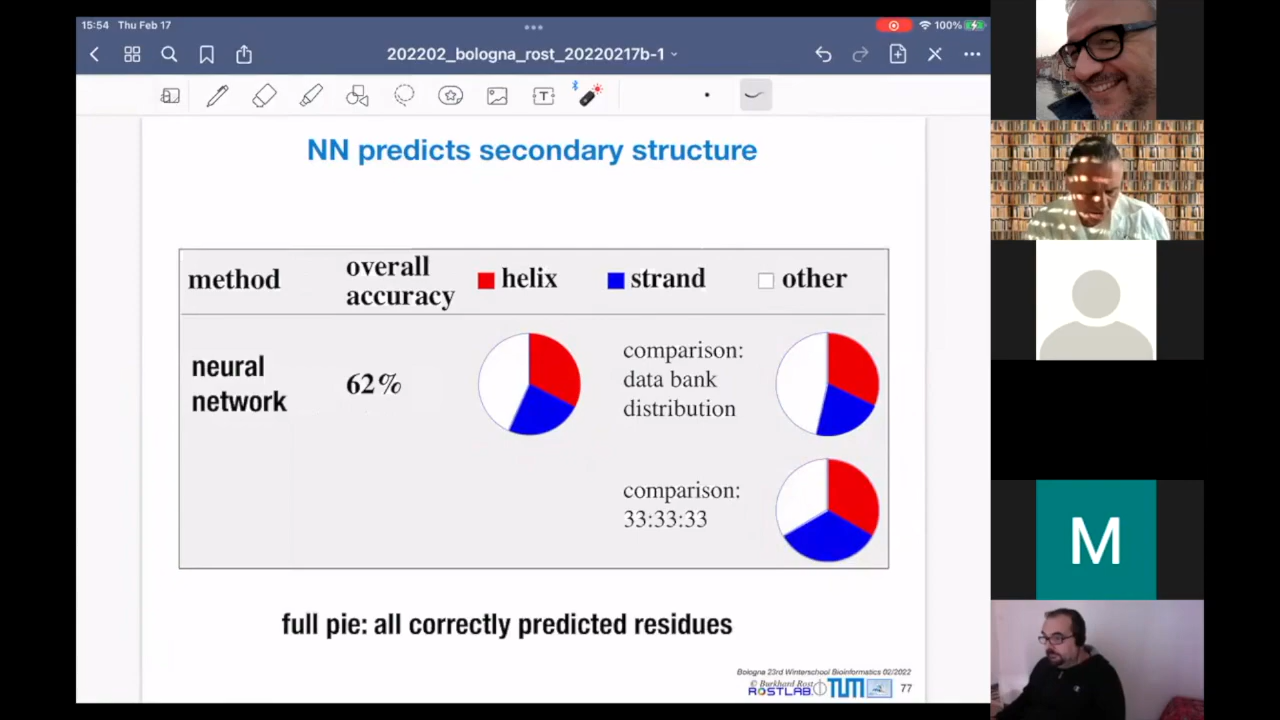 15:54 Thu Feb 17
100%
202202_bologna_rost_20220217b-1
T
NN predicts secondary structure
method
overall
accuracy
helix
strand
other
neural
network
62%
comparison:
data bank
distribution
comparison:
33:33:33
full pie: all correctly predicted residues
Bologna 23rd Winterschool Bioinformatics 02/2022
© Burkhard Rost
ROSTLAB TUM 77
M